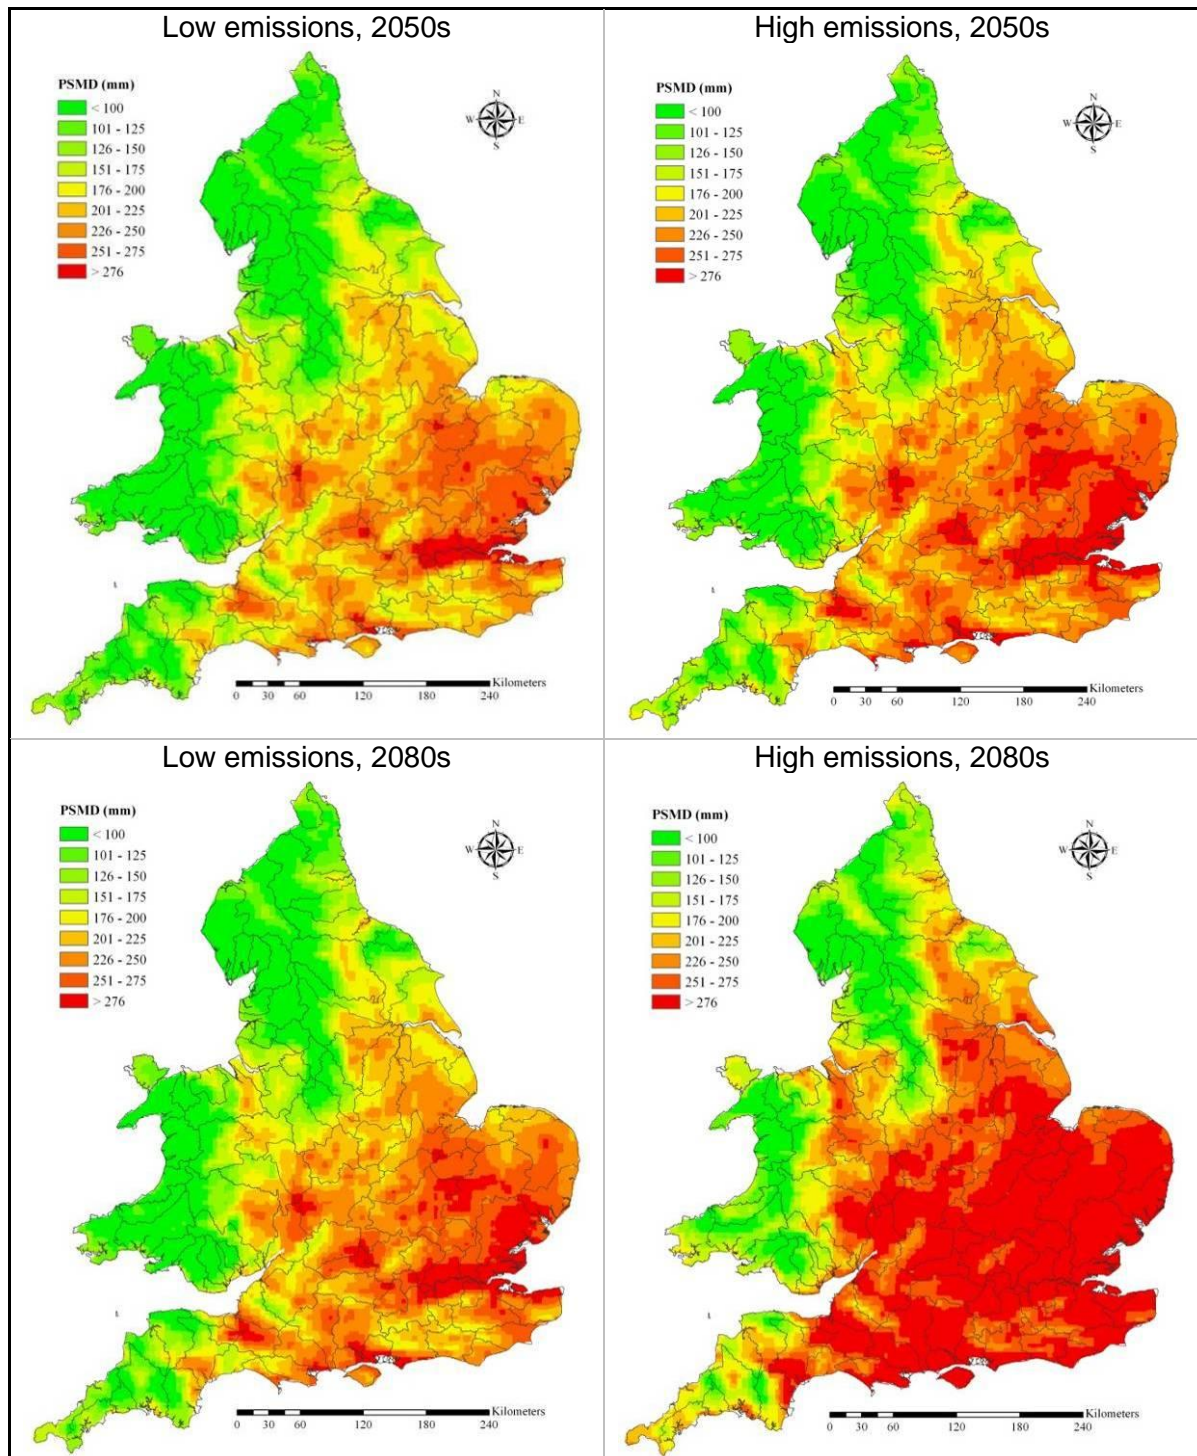 Low emissions, 2050s
PSMD (mm)
< 100
101 - 125
126 - 150
151 - 175
176 - 200
201 - 225
226 - 250
251 - 275
> 276
N
W E
S
Kilometers
0 30 60 120 180 240
High emissions, 2050s
PSMD (mm)
< 100
101 - 125
126 - 150
151 - 175
176 - 200
201 - 225
226 - 250
251 - 275
> 276
N
W E
S
Kilometers
0 30 60 120 180 240
Low emissions, 2080s
PSMD (mm)
< 100
101 - 125
126 - 150
151 - 175
176 - 200
201 - 225
226 - 250
251 - 275
> 276
N
W E
S
Kilometers
0 30 60 120 180 240
High emissions, 2080s
PSMD (mm)
< 100
101 - 125
126 - 150
151 - 175
176 - 200
201 - 225
226 - 250
251 - 275
> 276
N
W E
S
Kilometers
0 30 60 120 180 240